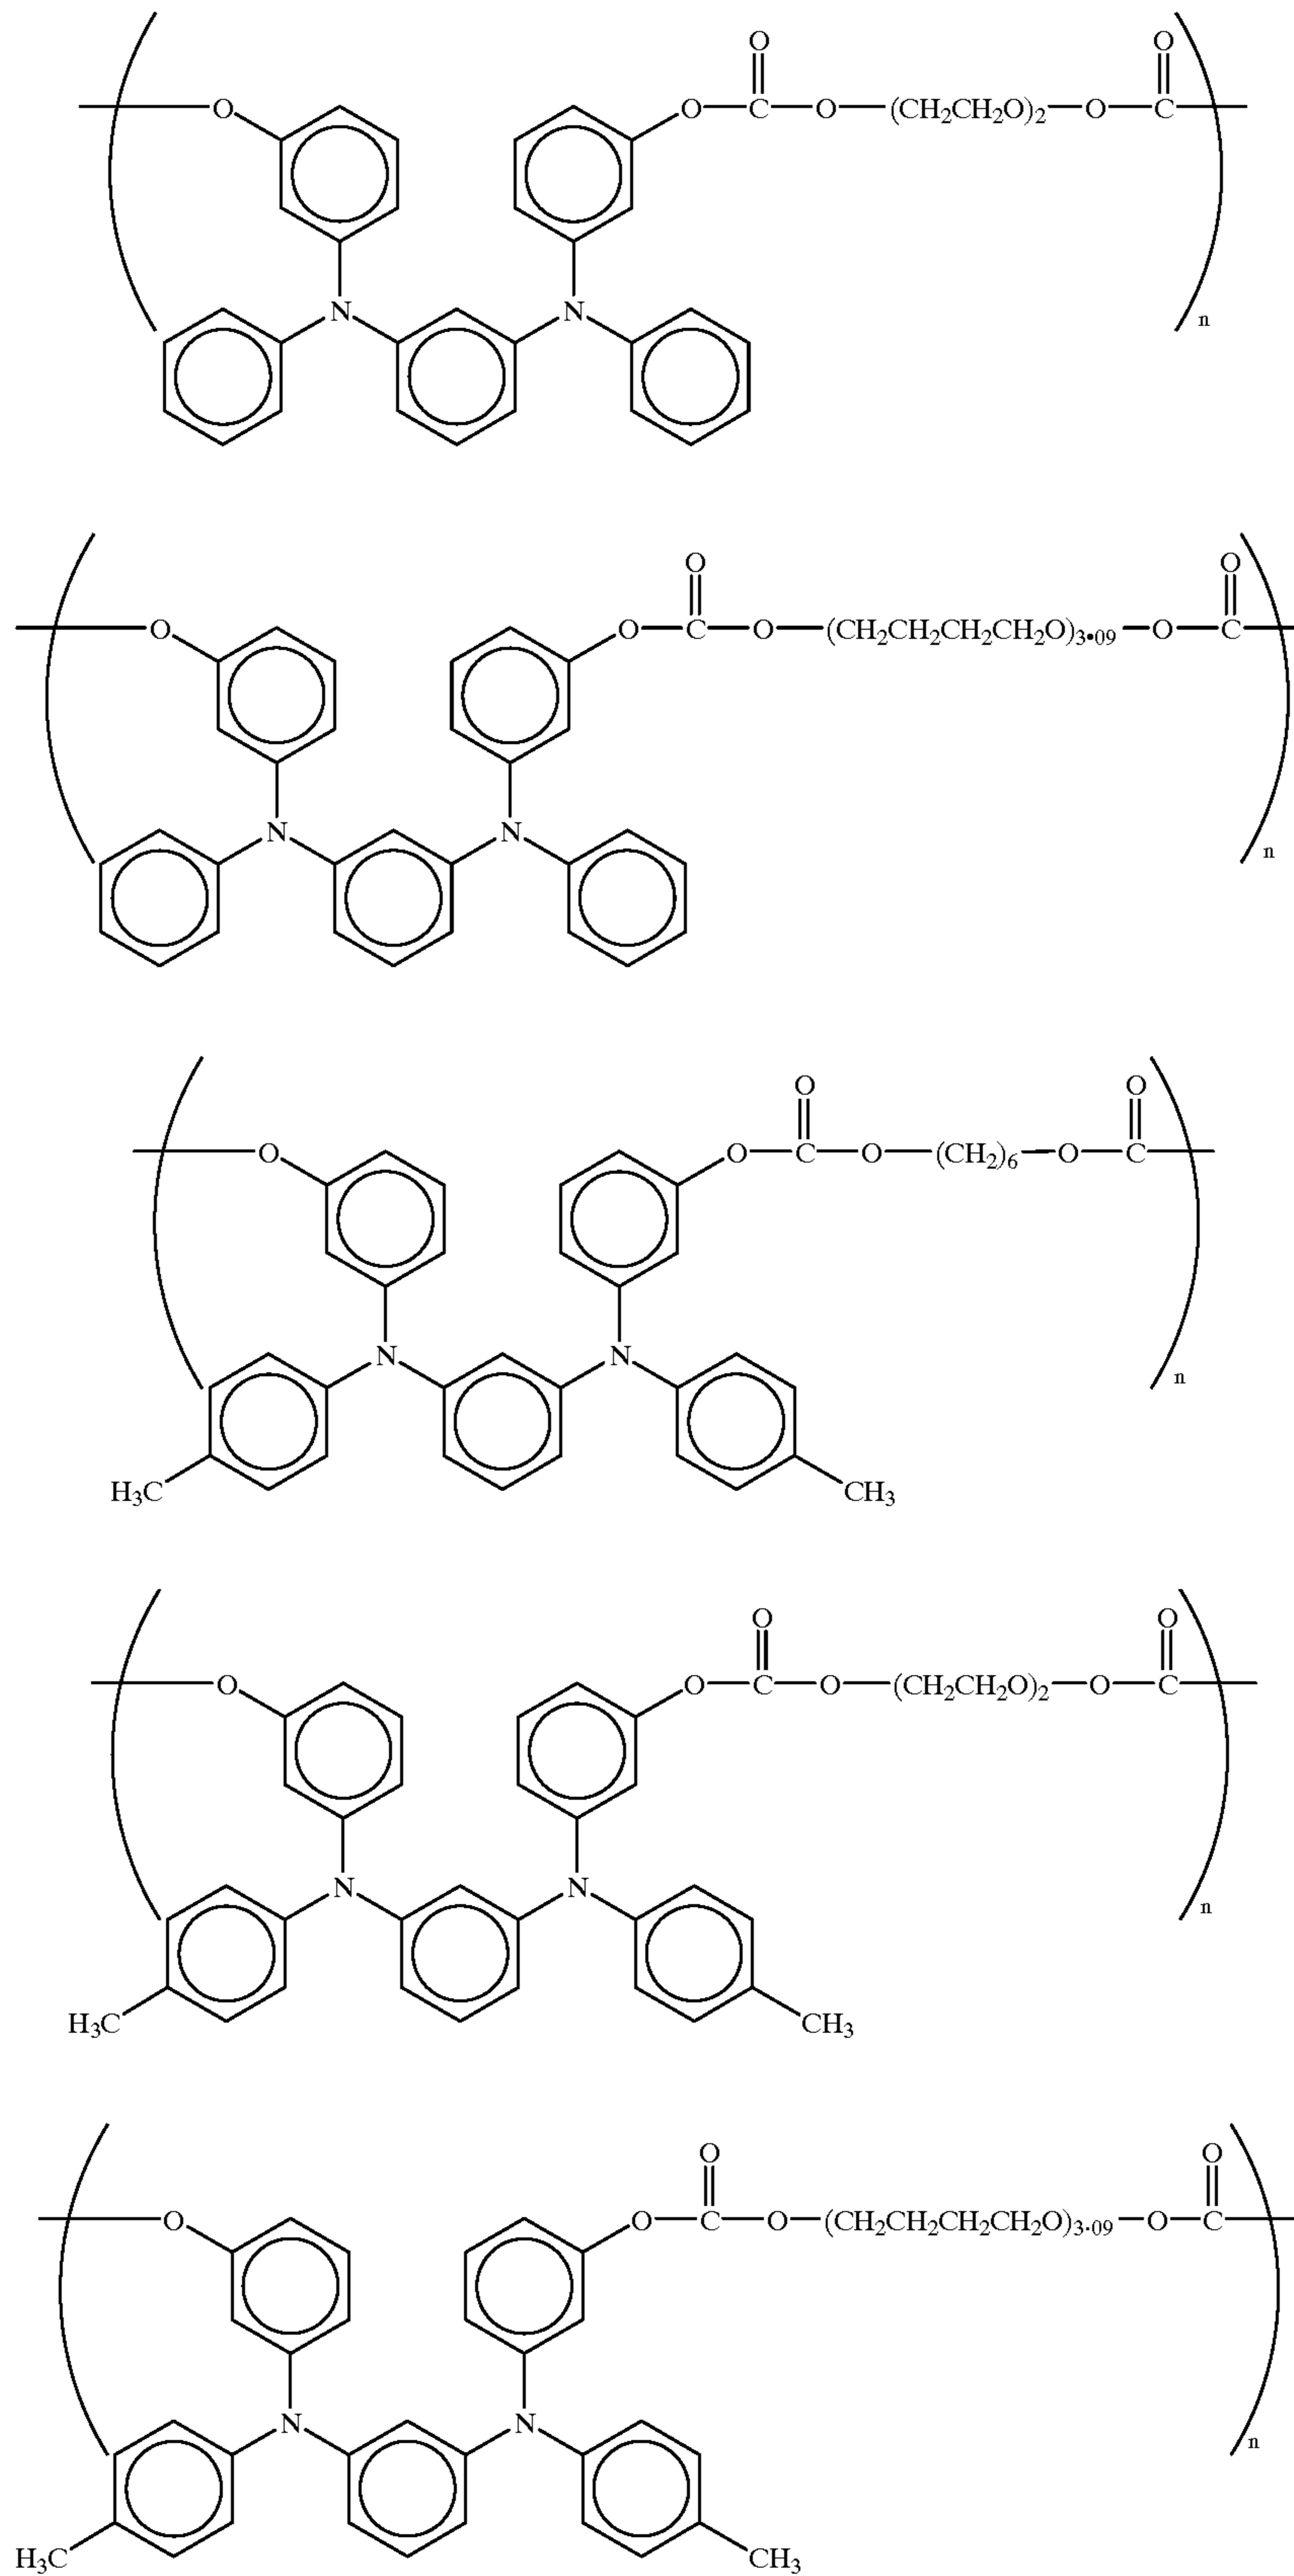 O O
O O C O (CH₂CH₂O)₂ O C
N N n
O O
O O C O (CH₂CH₂CH₂CH₂O)₃•₀₉ O C
N N n
O O
O O C O (CH₂)₆ O C
N N n
H₃C CH₃
O O
O O C O (CH₂CH₂O)₂ O C
N N n
H₃C CH₃
O O
O O C O (CH₂CH₂CH₂CH₂O)₃.₀₉ O C
N N n
H₃C CH₃